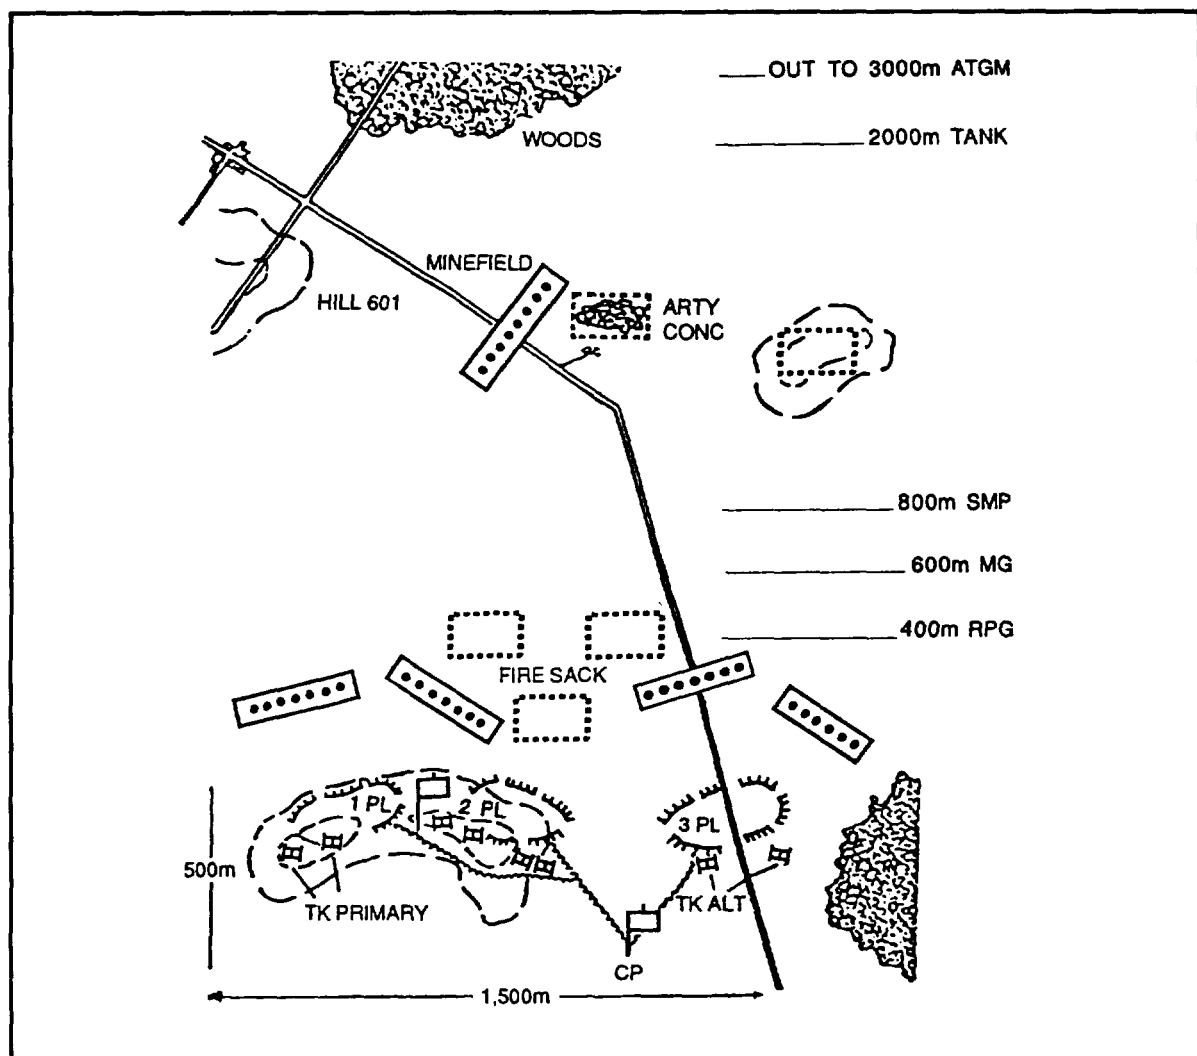 OUT TO 3000m ATGM
WOODS
2000m TANK
MINEFIELD
HILL 601
ARTY
CONC
800m SMP
600m MG
400m RPG
FIRE SACK
1 PL
2 PL
3 PL
500m
TK PRIMARY
TK ALT
CP
1,500m